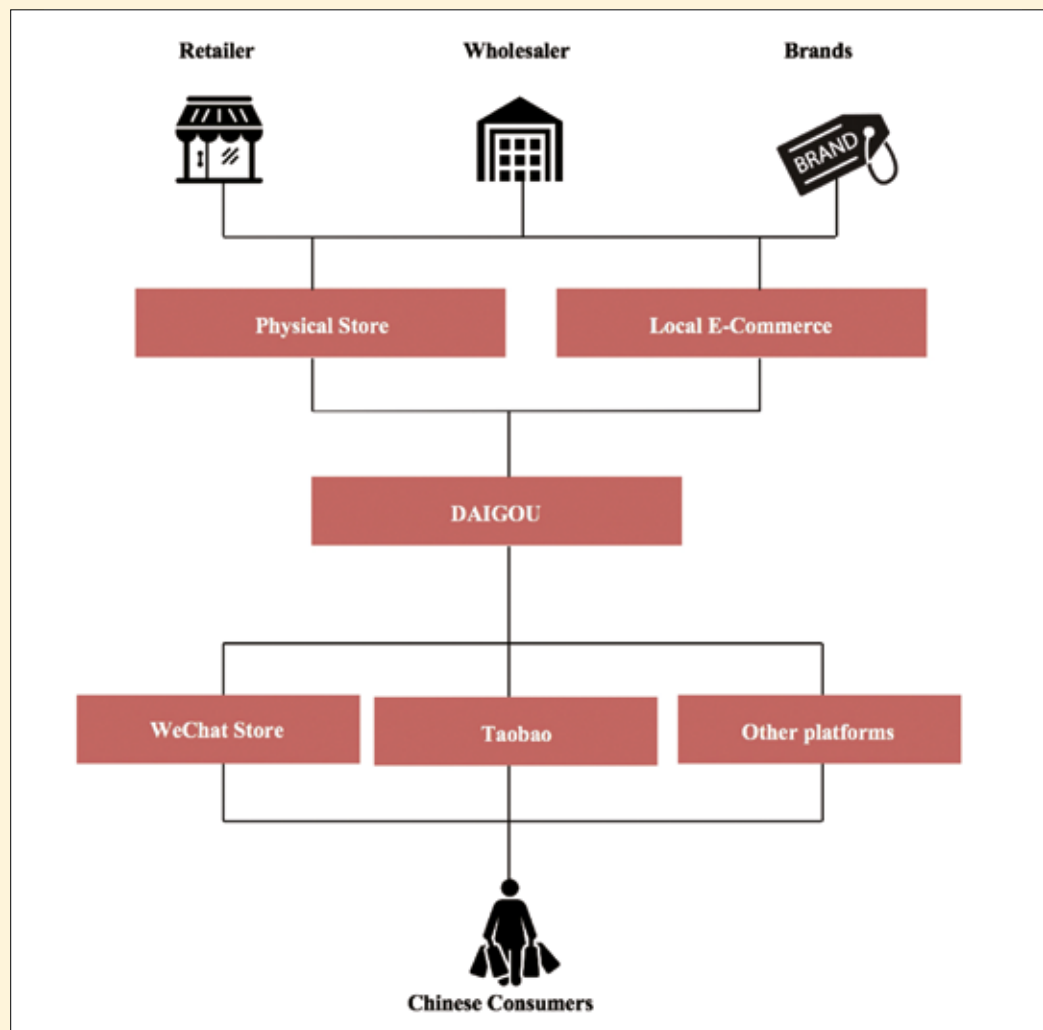 Retailer
Wholesaler
Brands
BRAND
Physical Store
Local E-Commerce
DAIGOU
WeChat Store
Taobao
Other platforms
Chinese Consumers